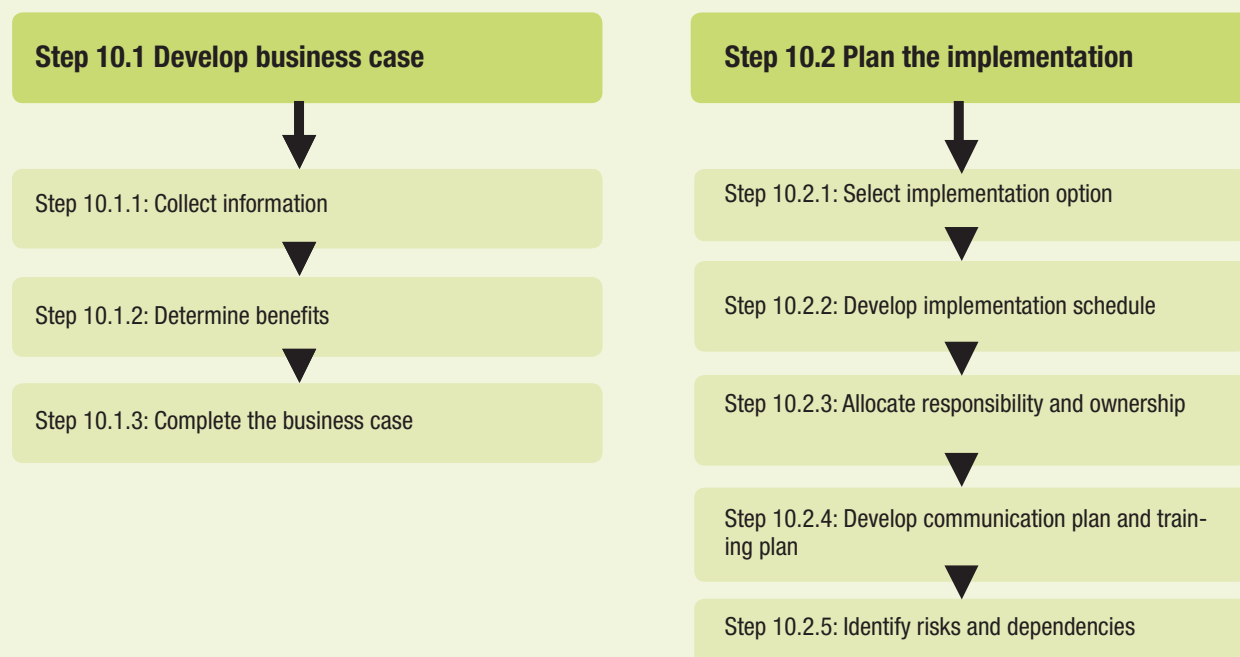 Step 10.1 Develop business case
Step 10.1.1: Collect information
Step 10.1.2: Determine benefits
Step 10.1.3: Complete the business case
Step 10.2 Plan the implementation
Step 10.2.1: Select implementation option
Step 10.2.2: Develop implementation schedule
Step 10.2.3: Allocate responsibility and ownership
Step 10.2.4: Develop communication plan and train-
ing plan
Step 10.2.5: Identify risks and dependencies